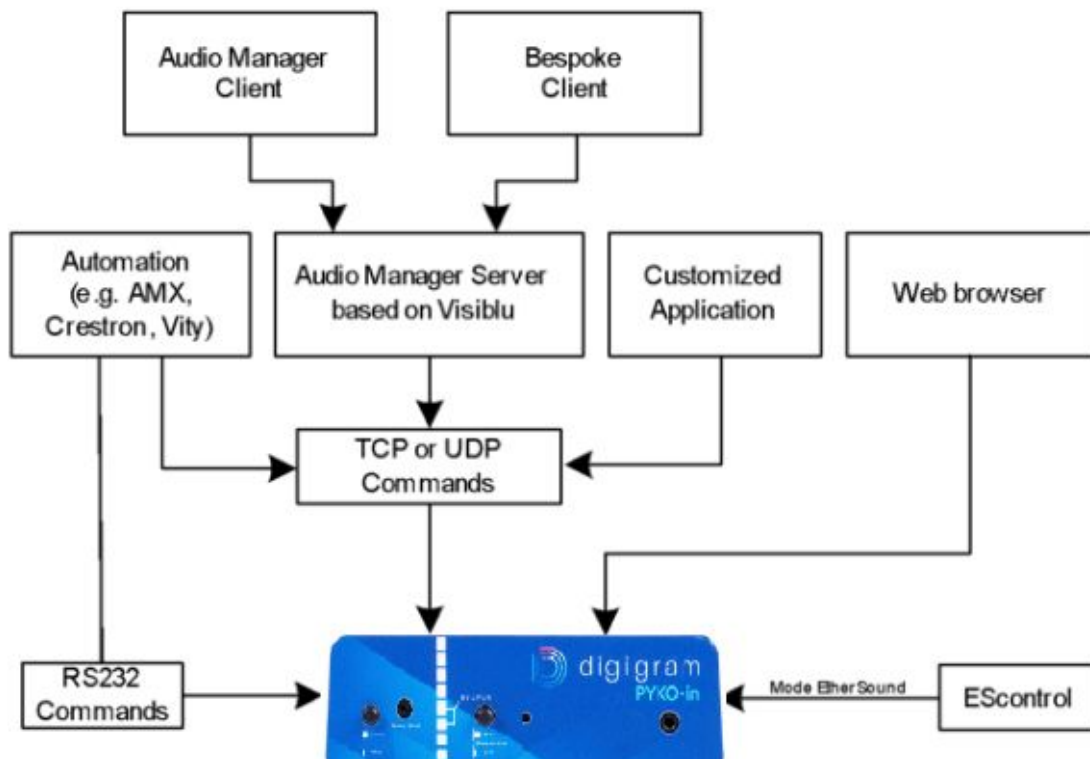 Audio Manager
Client
Bespoke
Client
Automation
(e.g. AMX,
Crestron, Vity)
Audio Manager Server
based on Visiblu
Customized
Application
Web browser
TCP or UDP
Commands
RS232
Commands
digigram
PYKO-in
Mode EtherSound
EScontrol